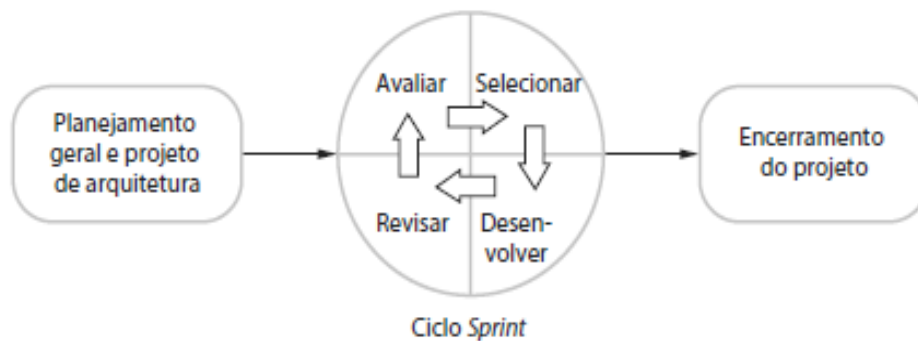 Planejamento
geral e projeto
de arquitetura
Avaliar
Selecionar
Revisar
Desen-
volver
Encerramento
do projeto
Ciclo Sprint